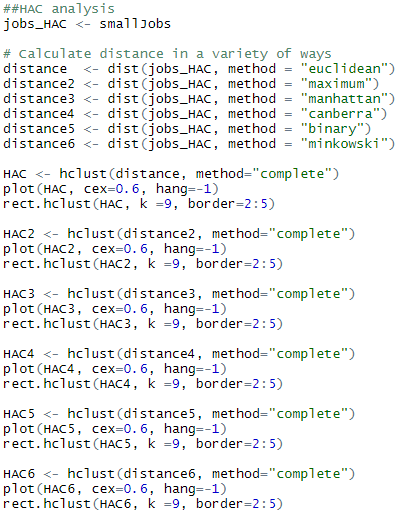 ##HAC analysis
jobs_HAC <- smallJobs
# Calculate distance in a variety of ways
distance  <- dist(jobs_HAC, method = "euclidean")
distance2 <- dist(jobs_HAC, method = "maximum")
distance3 <- dist(jobs_HAC, method = "manhattan")
distance4 <- dist(jobs_HAC, method = "canberra")
distance5 <- dist(jobs_HAC, method = "binary")
distance6 <- dist(jobs_HAC, method = "minkowski")
HAC <- hclust(distance, method="complete")
plot(HAC, cex=0.6, hang=-1)
rect.hclust(HAC, k =9, border=2:5)
HAC2 <- hclust(distance2, method="complete")
plot(HAC2, cex=0.6, hang=-1)
rect.hclust(HAC2, k =9, border=2:5)
HAC3 <- hclust(distance3, method="complete")
plot(HAC3, cex=0.6, hang=-1)
rect.hclust(HAC3, k =9, border=2:5)
HAC4 <- hclust(distance4, method="complete")
plot(HAC4, cex=0.6, hang=-1)
rect.hclust(HAC4, k =9, border=2:5)
HAC5 <- hclust(distance5, method="complete")
plot(HAC5, cex=0.6, hang=-1)
rect.hclust(HAC5, k =9, border=2:5)
HAC6 <- hclust(distance6, method="complete")
plot(HAC6, cex=0.6, hang=-1)
rect.hclust(HAC6, k =9, border=2:5)